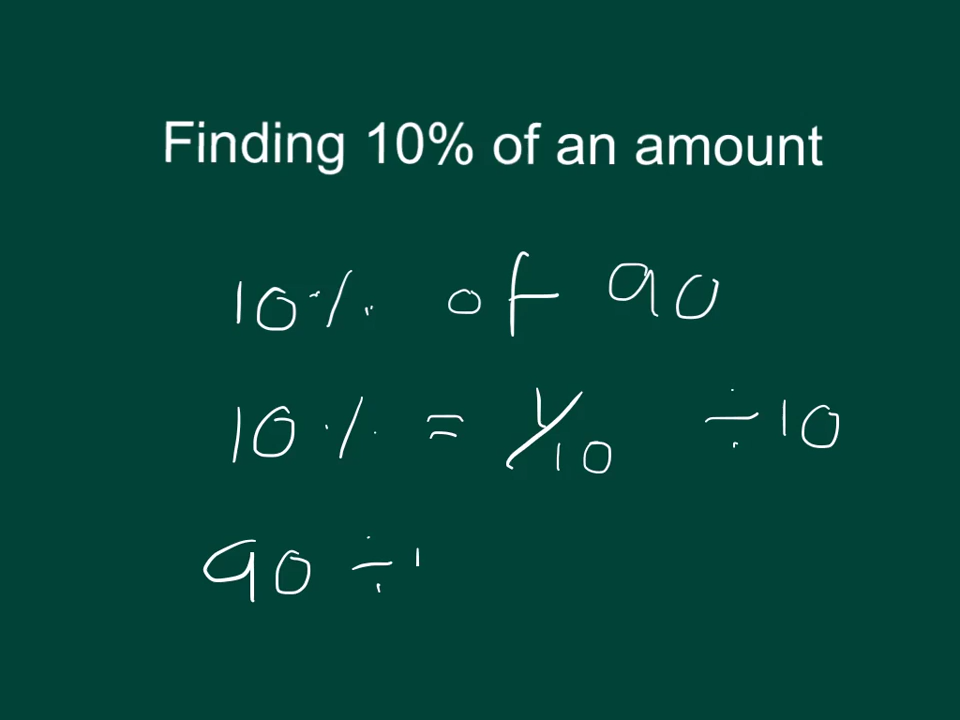 Finding 10% of an amount
10% of 90
10% = 1/10 ÷10
90 ÷1